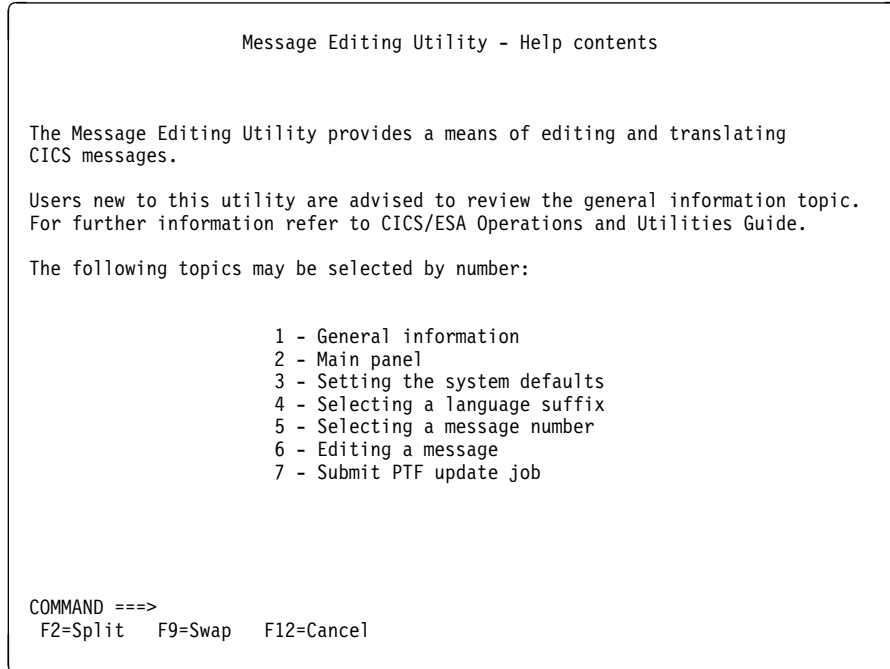 Message Editing Utility - Help contents
The Message Editing Utility provides a means of editing and translating
CICS messages.
Users new to this utility are advised to review the general information topic.
For further information refer to CICS/ESA Operations and Utilities Guide.
The following topics may be selected by number:
1 - General information
2 - Main panel
3 - Setting the system defaults
4 - Selecting a language suffix
5 - Selecting a message number
6 - Editing a message
7 - Submit PTF update job
COMMAND ===>
F2=Split F9=Swap F12=Cancel